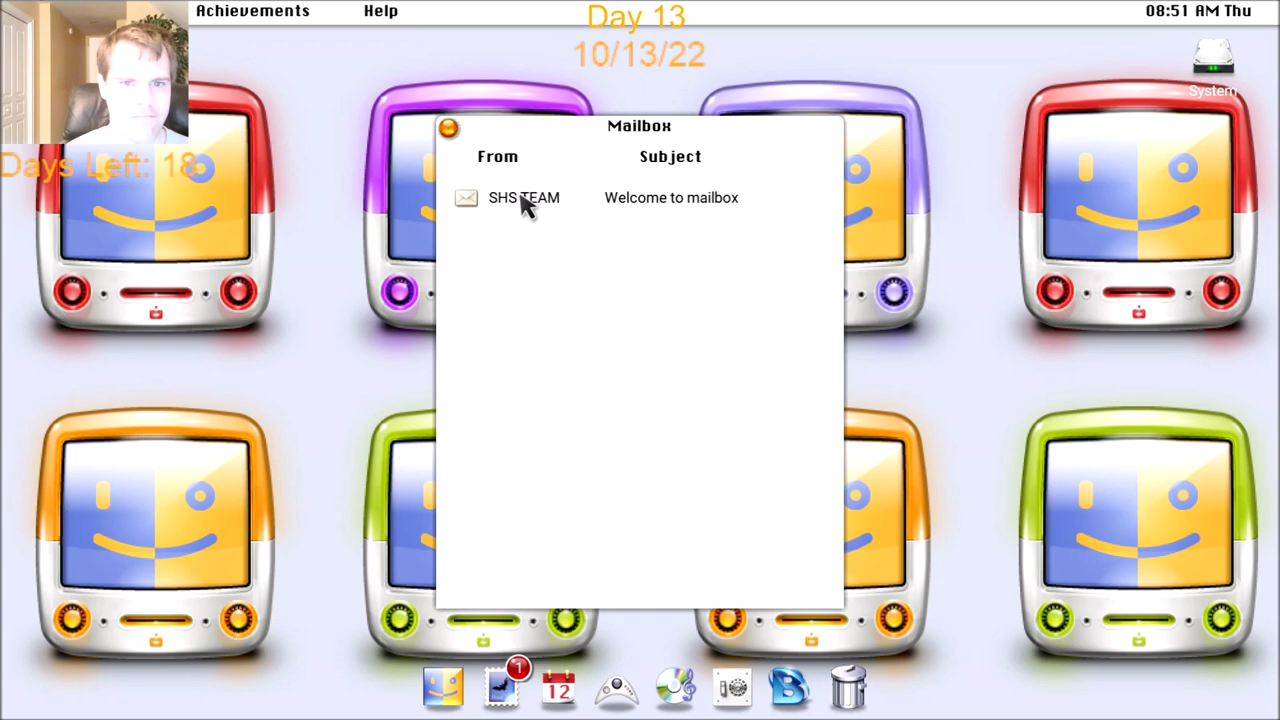 Achievements Help
Day 13
08:51 AM Thu
10/13/22
System
Days Left: 18
Mailbox
From Subject
SHS TEAM Welcome to mailbox
1
12